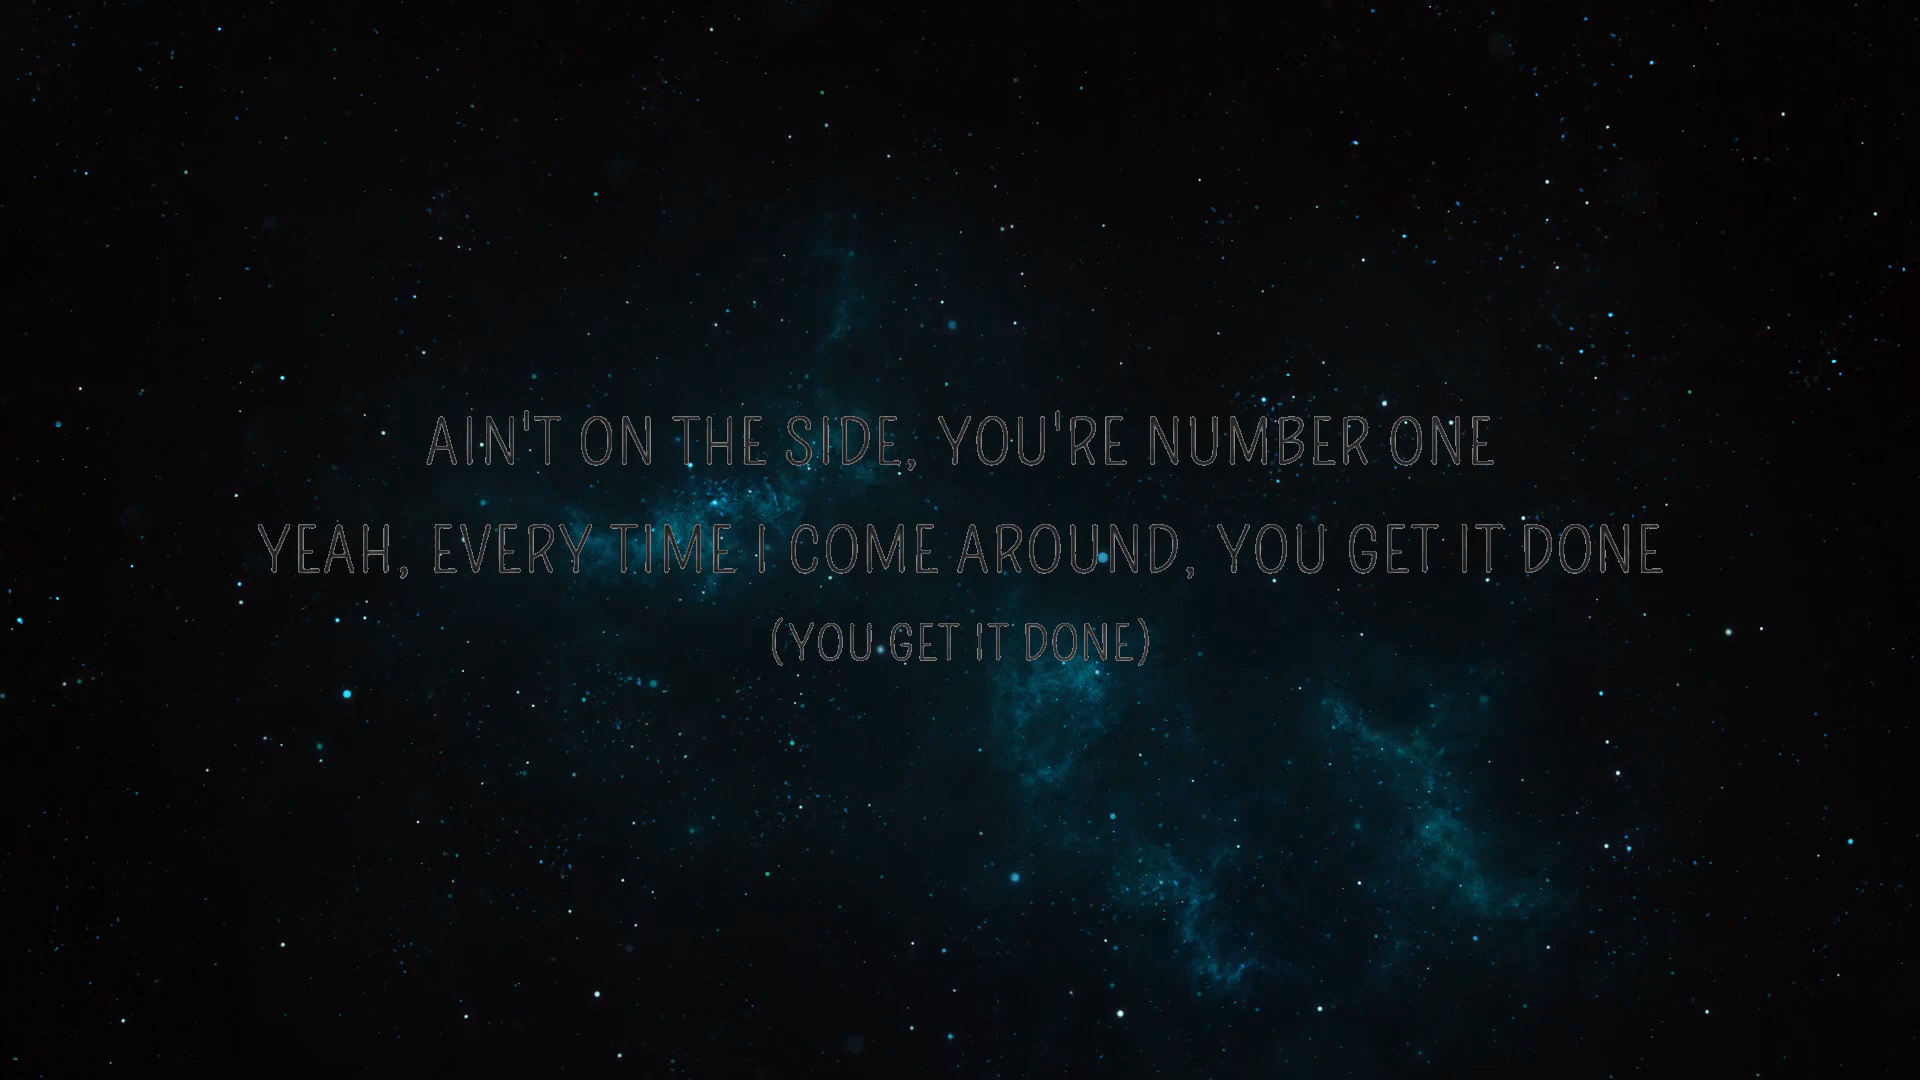 AIN'T ON THE SIDE, YOU'RE NUMBER ONE
YEAH, EVERY TIME I COME AROUND, YOU GET IT DONE
(YOU GET IT DONE)